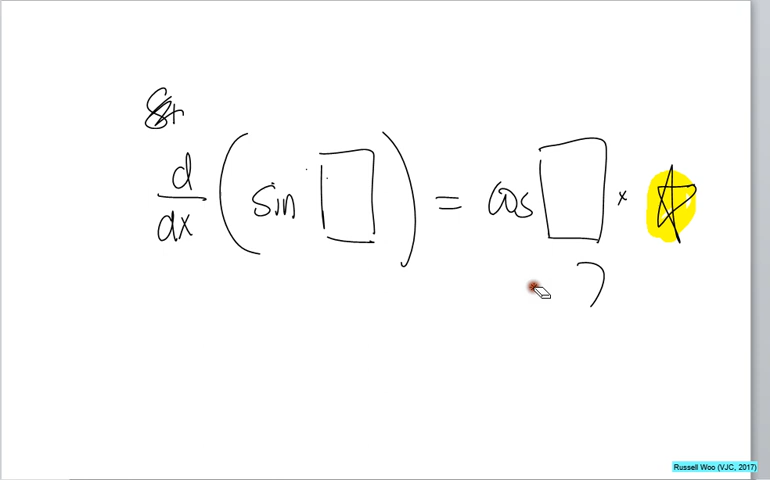 d/dx ( sin □ ) = cos □ × ☆
Russell Woo (VJC, 2017)